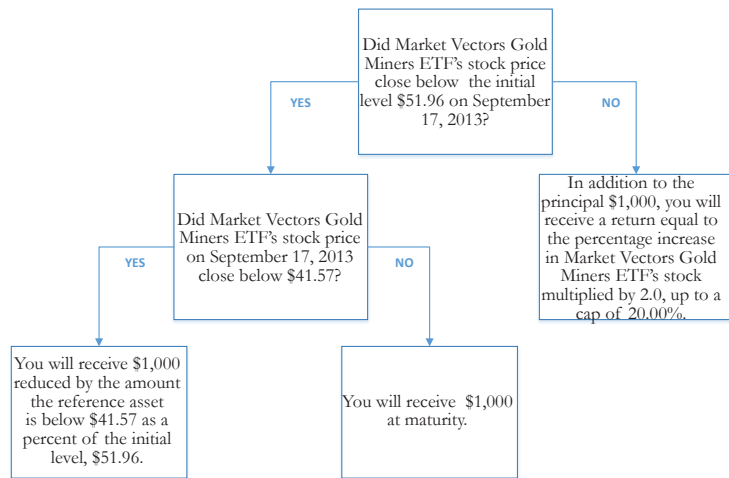 Did Market Vectors Gold
Miners ETF's stock price
close below the initial
level $51.96 on September
17, 2013?
YES
NO
Did Market Vectors Gold
Miners ETF's stock price
on September 17, 2013
close below $41.57?
In addition to the
principal $1,000, you will
receive a return equal to
the percentage increase
in Market Vectors Gold
Miners ETF's stock
multiplied by 2.0, up to a
cap of 20.00%.
YES
NO
You will receive $1,000
reduced by the amount
the reference asset
is below $41.57 as a
percent of the initial
level, $51.96.
You will receive $1,000
at maturity.